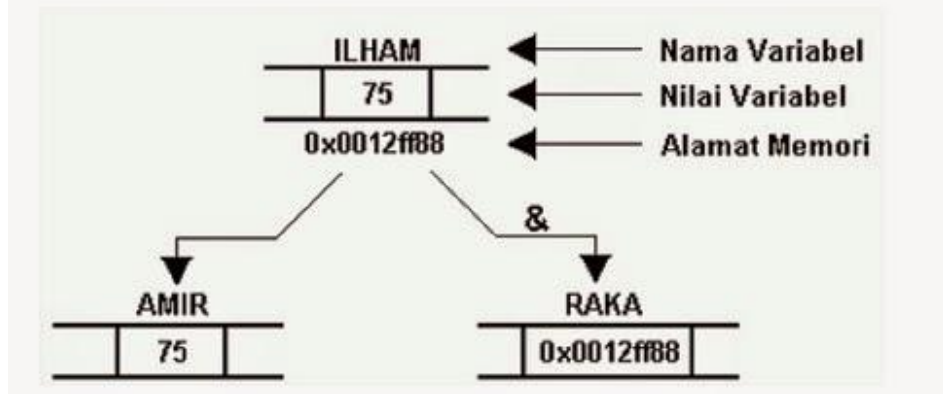 ILHAM
Nama Variabel
75
Nilai Variabel
0x0012ff88
Alamat Memori
&
AMIR
RAKA
75
0x0012ff88